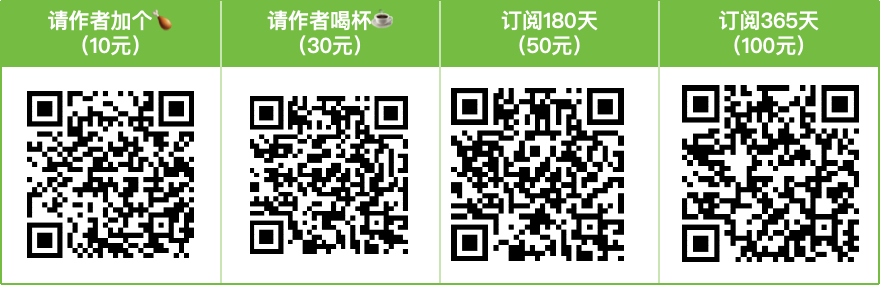 请作者加个🍗
（10元）
请作者喝杯☕
（30元）
订阅180天
（50元）
订阅365天
（100元）